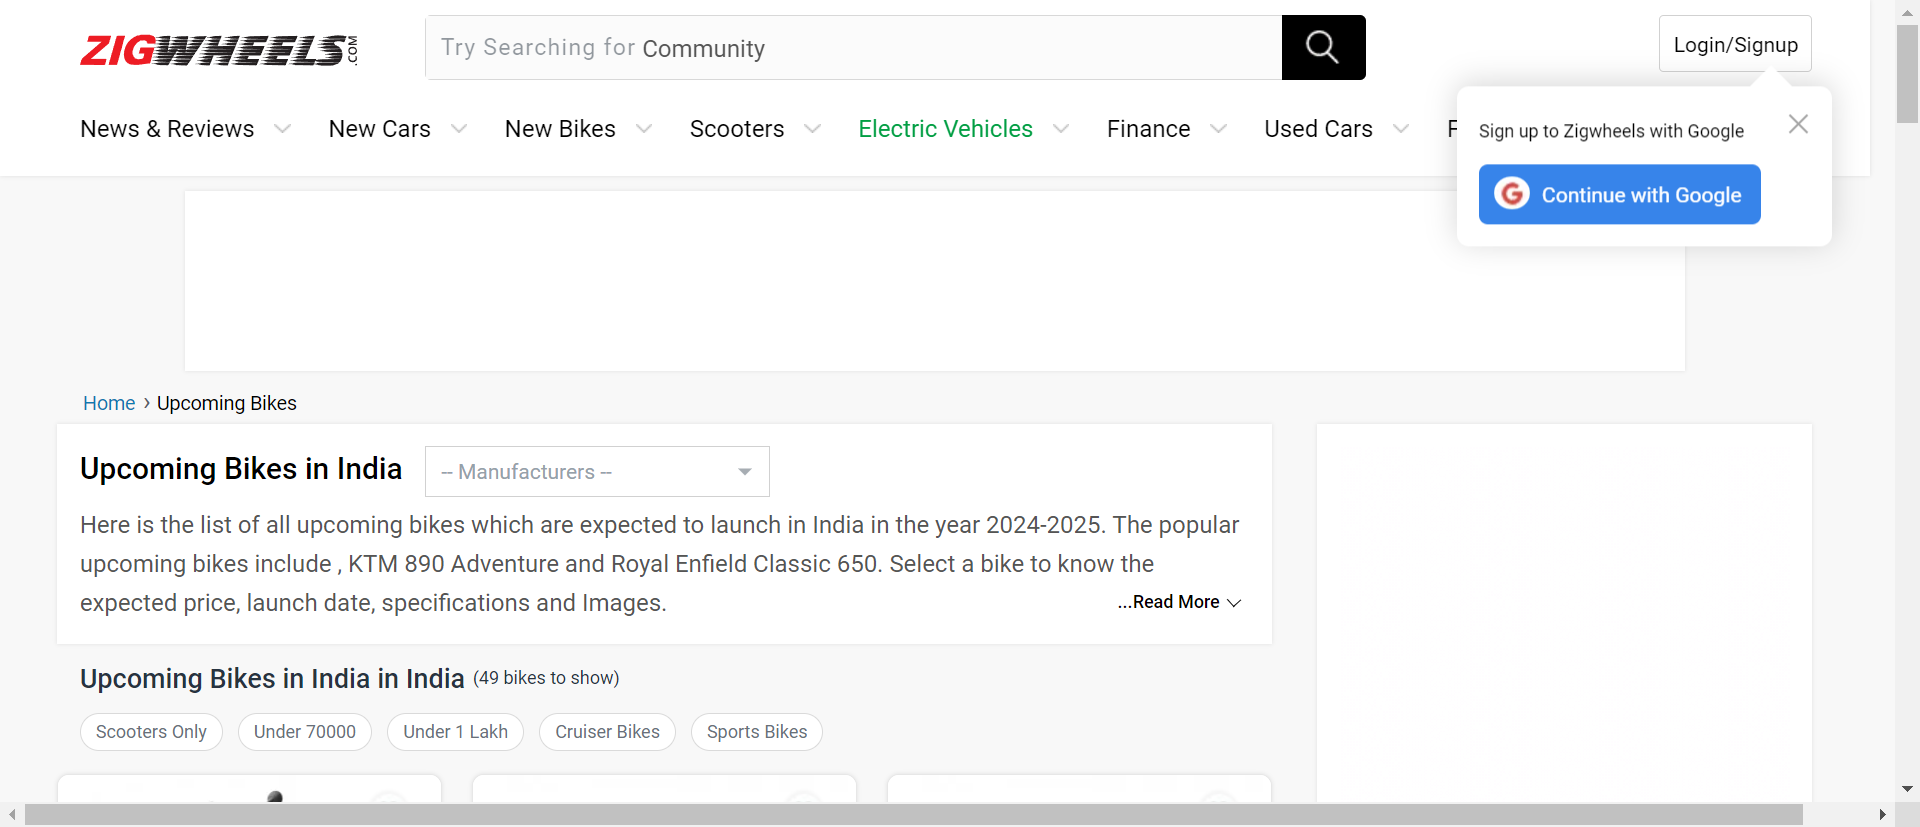 ZIGWHEELS.COM
Try Searching for Community
Login/Signup
News & Reviews New Cars New Bikes Scooters Electric Vehicles Finance Used Cars F
Sign up to Zigwheels with Google
Continue with Google
Home › Upcoming Bikes
Upcoming Bikes in India
-- Manufacturers --
Here is the list of all upcoming bikes which are expected to launch in India in the year 2024-2025. The popular
upcoming bikes include , KTM 890 Adventure and Royal Enfield Classic 650. Select a bike to know the
expected price, launch date, specifications and Images.
...Read More
Upcoming Bikes in India in India (49 bikes to show)
Scooters Only Under 70000 Under 1 Lakh Cruiser Bikes Sports Bikes